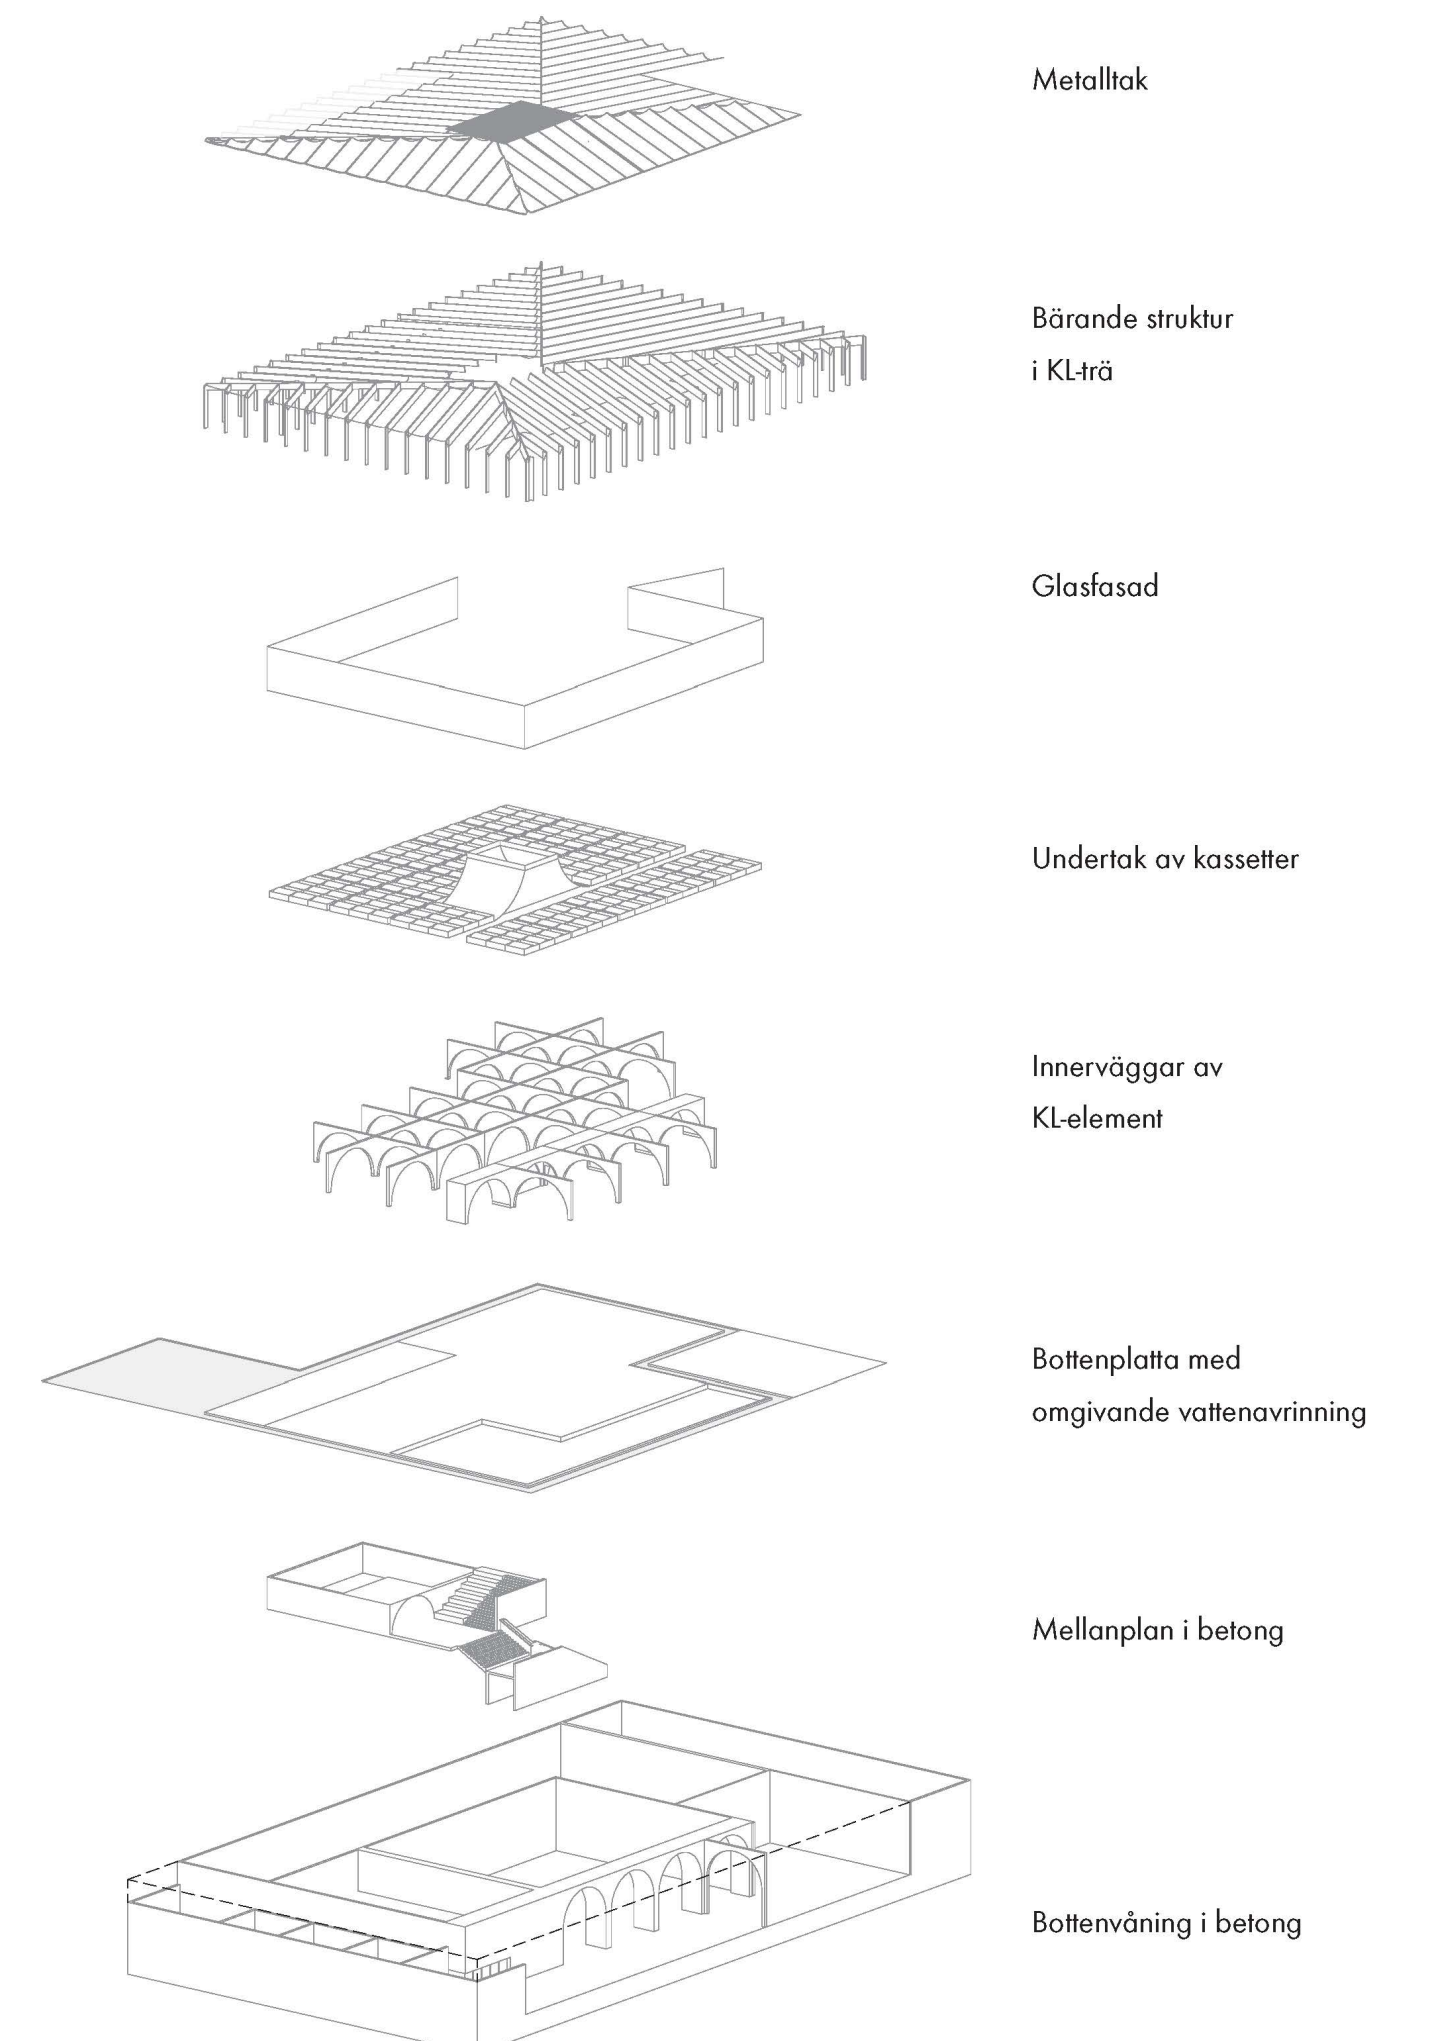 Metalltak
Bärande struktur
i KL-trä
Glasfasad
Undertak av kassetter
Innerväggar av
KL-element
Bottenplatta med
omgivande vattenavrinning
Mellanplan i betong
Bottenvåning i betong